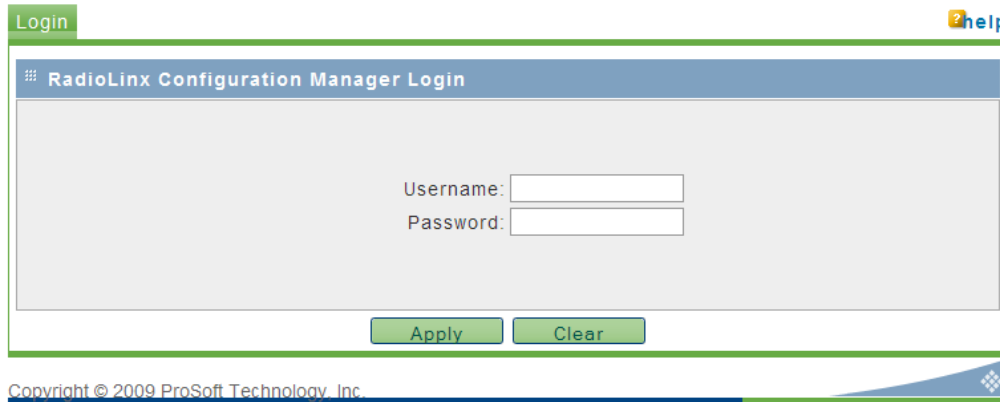 Login
help
RadioLinx Configuration Manager Login
Username:
Password:
Apply Clear
Copyright © 2009 ProSoft Technology, Inc.